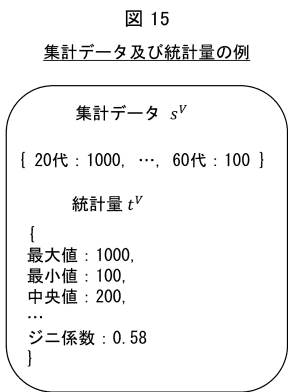 図 15
集計データ及び統計量の例
集計データ s^V
{ 20代：1000, …, 60代：100 }
統計量 t^V
{
最大値：1000,
最小値：100,
中央値：200,
…
ジニ係数：0.58
}